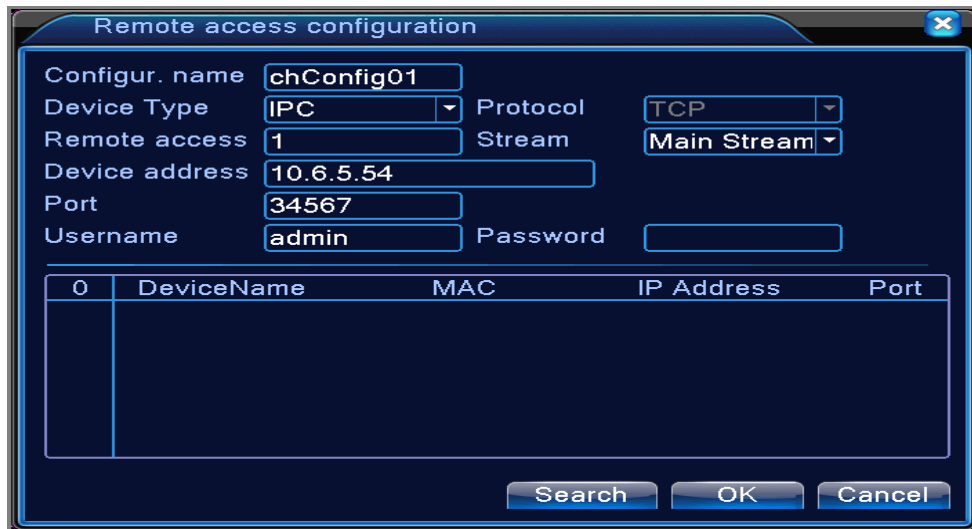 Remote access configuration
Configur. name chConfig01
Device Type IPC Protocol TCP
Remote access 1 Stream Main Stream
Device address 10.6.5.54
Port 34567
Username admin Password
0 DeviceName MAC IP Address Port
Search OK Cancel